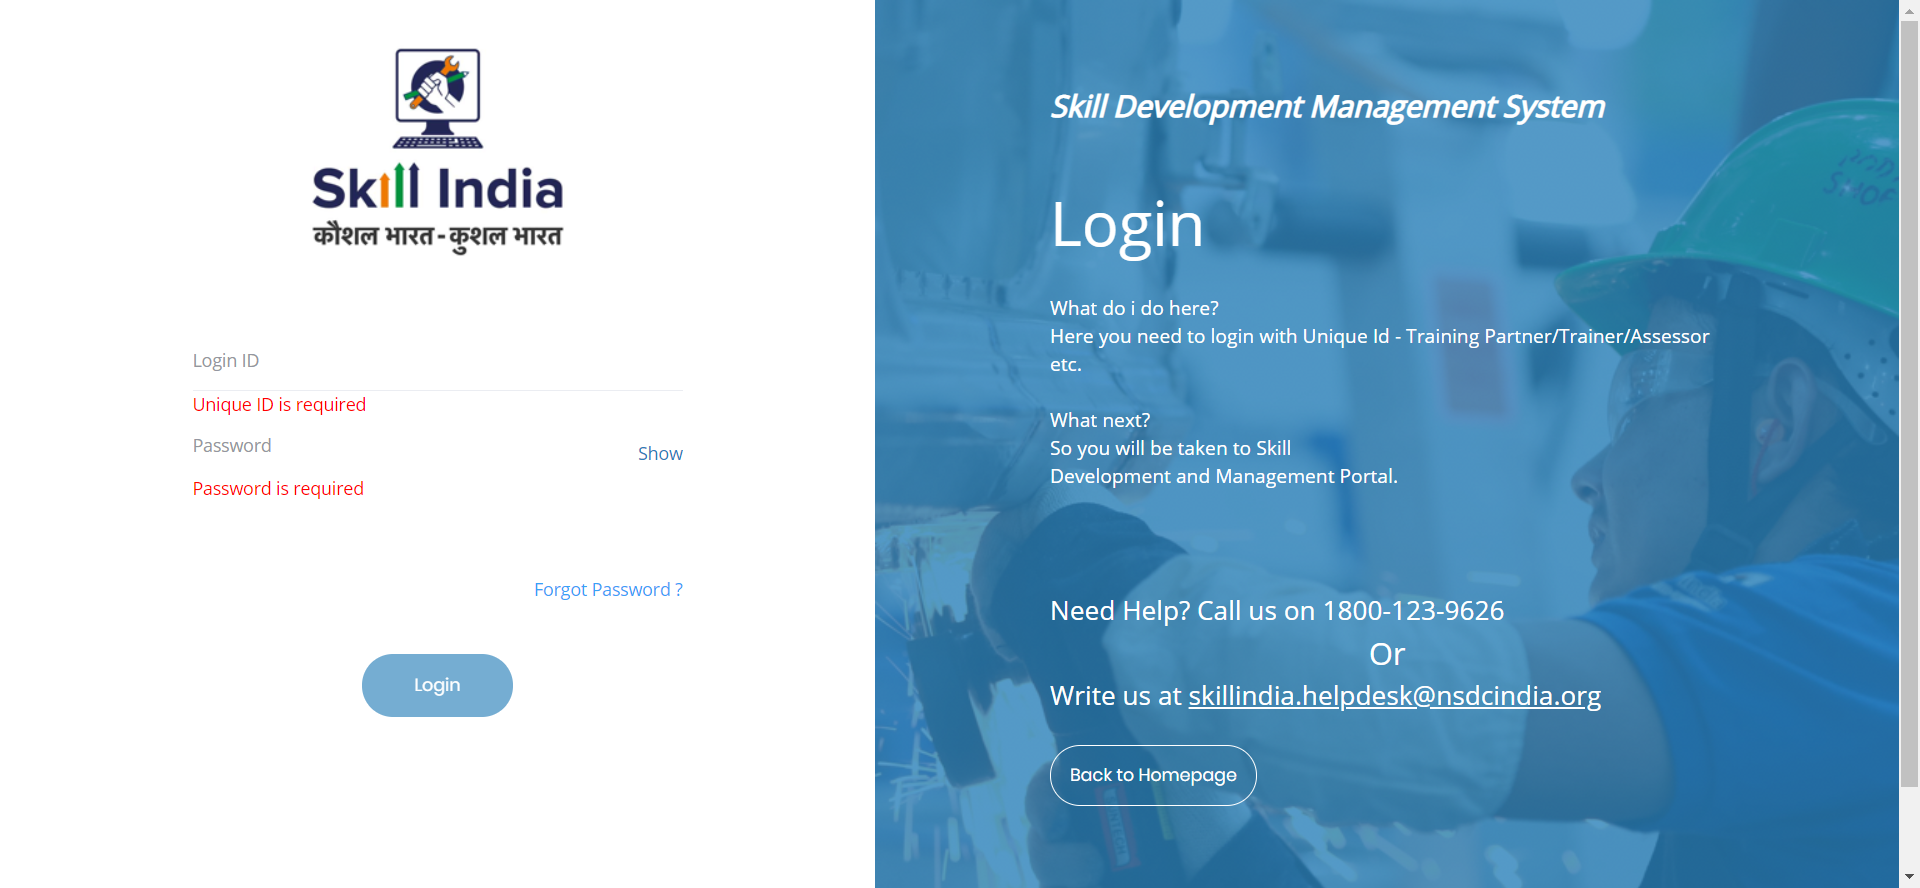 Skill India
कौशल भारत - कुशल भारत
Login ID
Unique ID is required
Password
Show
Password is required
Forgot Password ?
Login
Skill Development Management System
Login
What do i do here?
Here you need to login with Unique Id - Training Partner/Trainer/Assessor
etc.
What next?
So you will be taken to Skill
Development and Management Portal.
Need Help? Call us on 1800-123-9626
Or
Write us at skillindia.helpdesk@nsdcindia.org
Back to Homepage